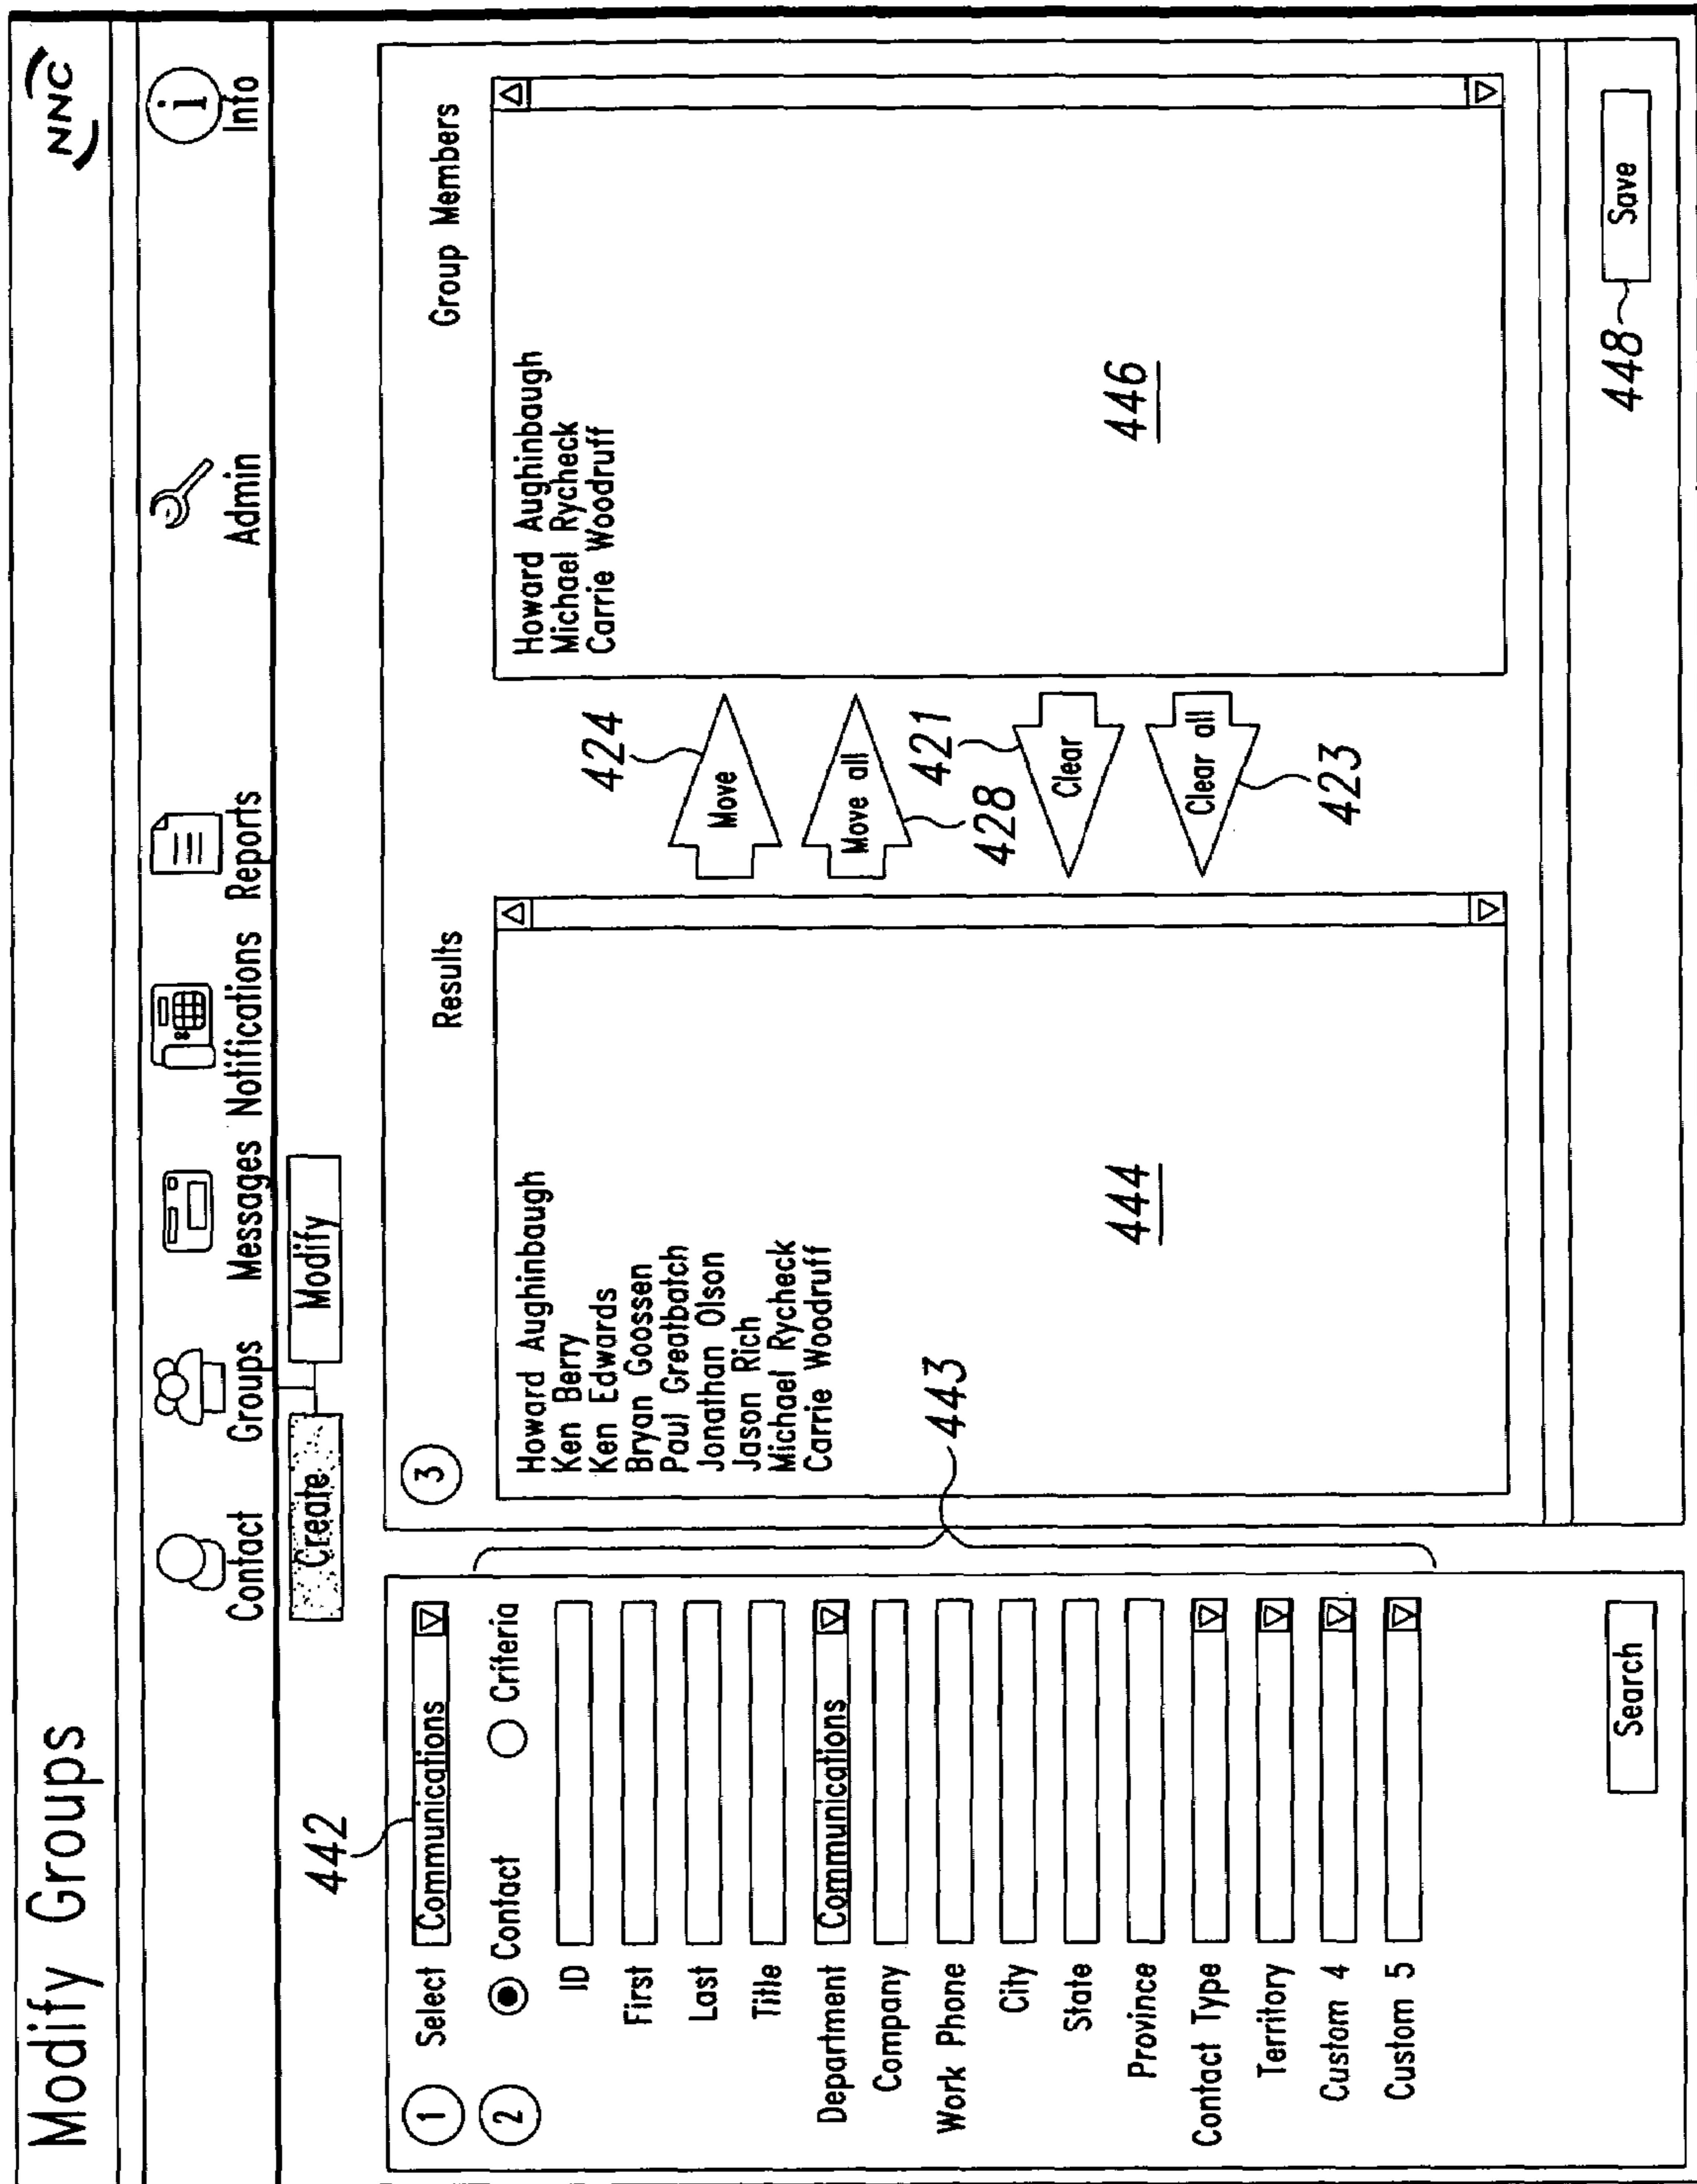 Modify Groups
NNC
Contact Groups Messages Notifications Reports Admin Info
i
Create Modify
442
1 Select Communications
2 Contact Criteria
ID
First
Last
Title
Department Communications
Company
Work Phone
City
State
Province
Contact Type
Territory
Custom 4
Custom 5
Search
443
3
Results
Howard Aughinbaugh
Ken Berry
Ken Edwards
Bryan Goossen
Paul Greatbatch
Jonathan Olson
Jason Rich
Michael Rycheck
Carrie Woodruff
444
424
Move
Move all
428
421
Clear
Clear all
423
Group Members
Howard Aughinbaugh
Michael Rycheck
Carrie Woodruff
446
448 Save